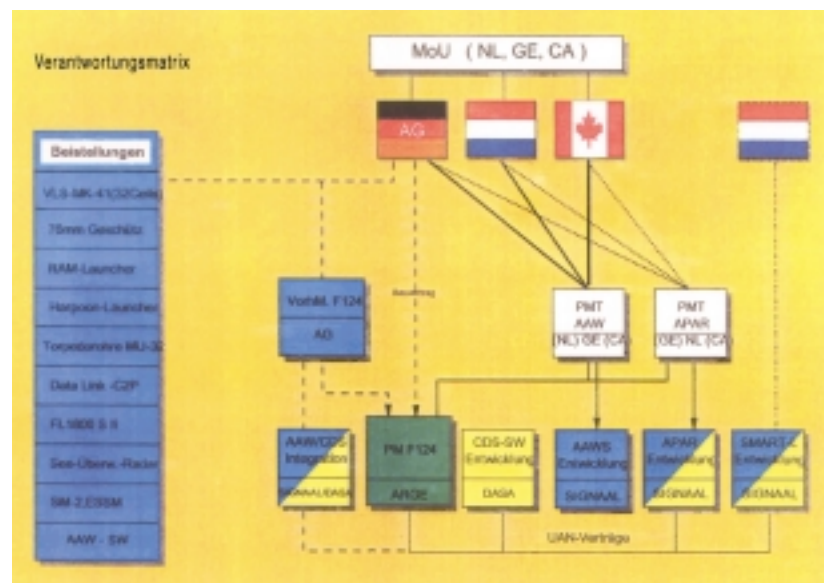 Verantwortungsmatrix
MoU ( NL, GE, CA )
AG
Beistellungen
VLS-MK-41(32Cells)
76mm Geschütz
RAM-Launcher
Harpoon-Launcher
Torpedorohre MU-32
Data Link -C2P
FL1800 S II
See-Überw.-Radar
SM-2,ESSM
AAW - SW
Vorhbl. F124
AG
PMT
AAW
(NL) GE (CA)
PMT
APAR
(GE) NL (CA)
AAW/CDS
Integration
SIGNAAL/DASA
PM F124
ARGE
CDS-SW
Entwicklung
DASA
AAWS
Entwicklung
SIGNAAL
APAR
Entwicklung
SIGNAAL
SMART-L
Entwicklung
SIGNAAL
UAN-Verträge